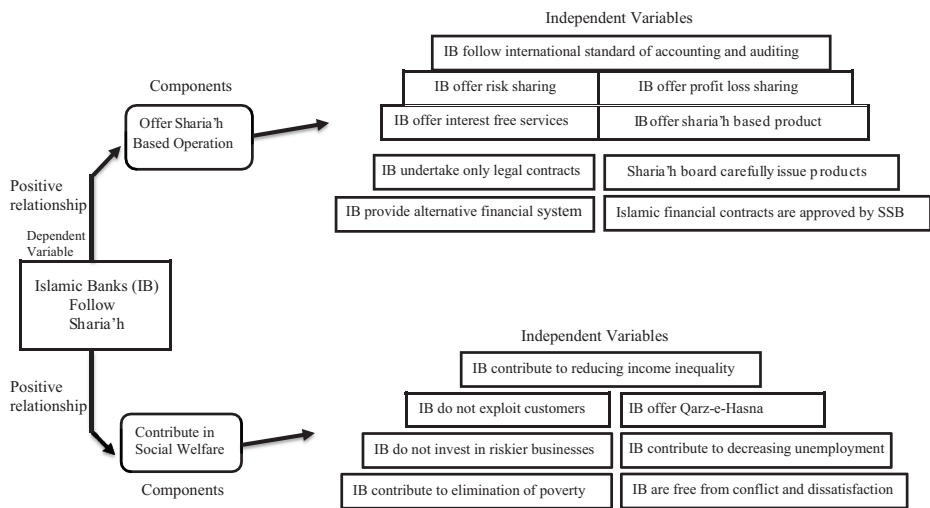 Independent Variables
IB follow international standard of accounting and auditing
Components
IB offer risk sharing
IB offer profit loss sharing
Offer Sharia'h
Based Operation
IB offer interest free services
IB offer sharia'h based product
IB undertake only legal contracts
Sharia'h board carefully issue products
Positive
relationship
IB provide alternative financial system
Islamic financial contracts are approved by SSB
Dependent
Variable
Islamic Banks (IB)
Follow
Sharia'h
Independent Variables
IB contribute to reducing income inequality
Positive
relationship
IB do not exploit customers
IB offer Qarz-e-Hasna
Contribute in
Social Welfare
IB do not invest in riskier businesses
IB contribute to decreasing unemployment
Components
IB contribute to elimination of poverty
IB are free from conflict and dissatisfaction